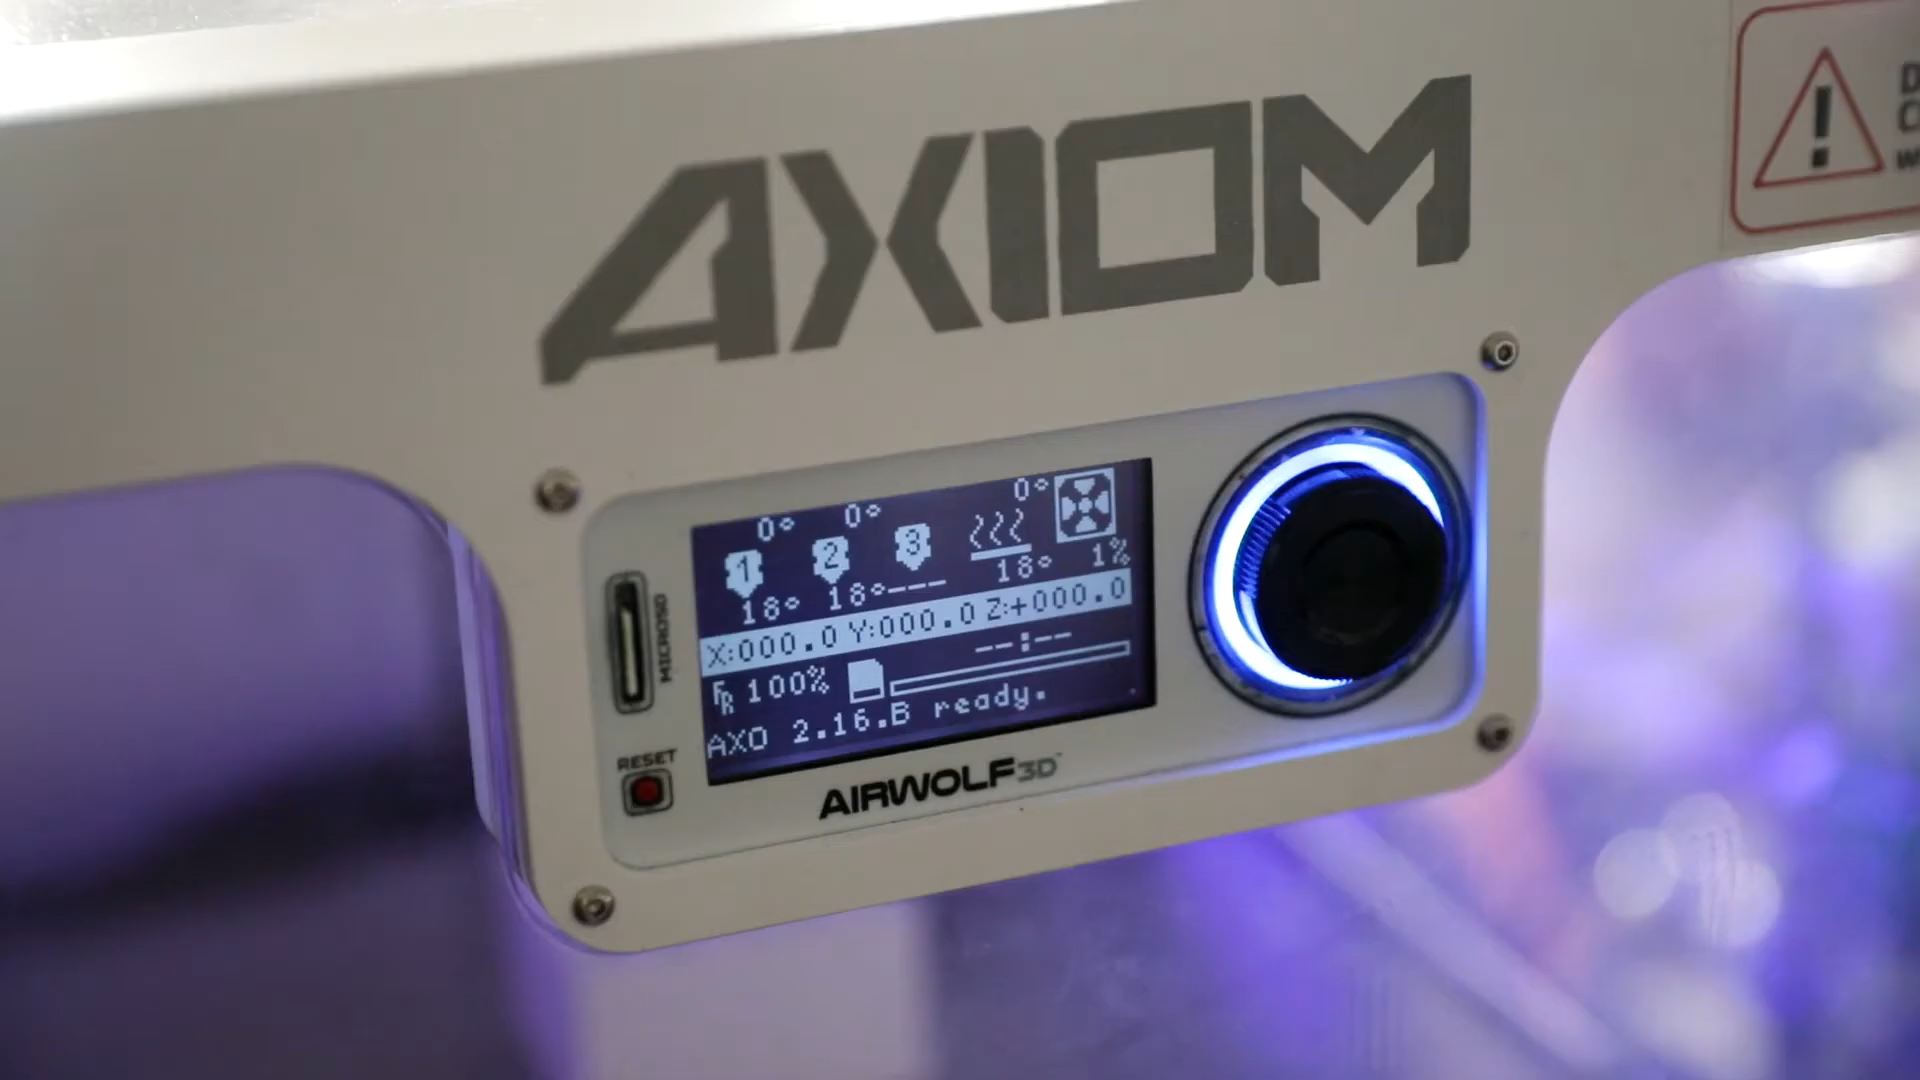 AXIOM
0° 0° 0°
1 2 3
18° 18° --- 18° 1%
X:000.0 Y:000.0 Z:+000.0
--:--
FR 100%
AXO 2.16.B ready.
MICROSD
RESET
AIRWOLF3D™
!